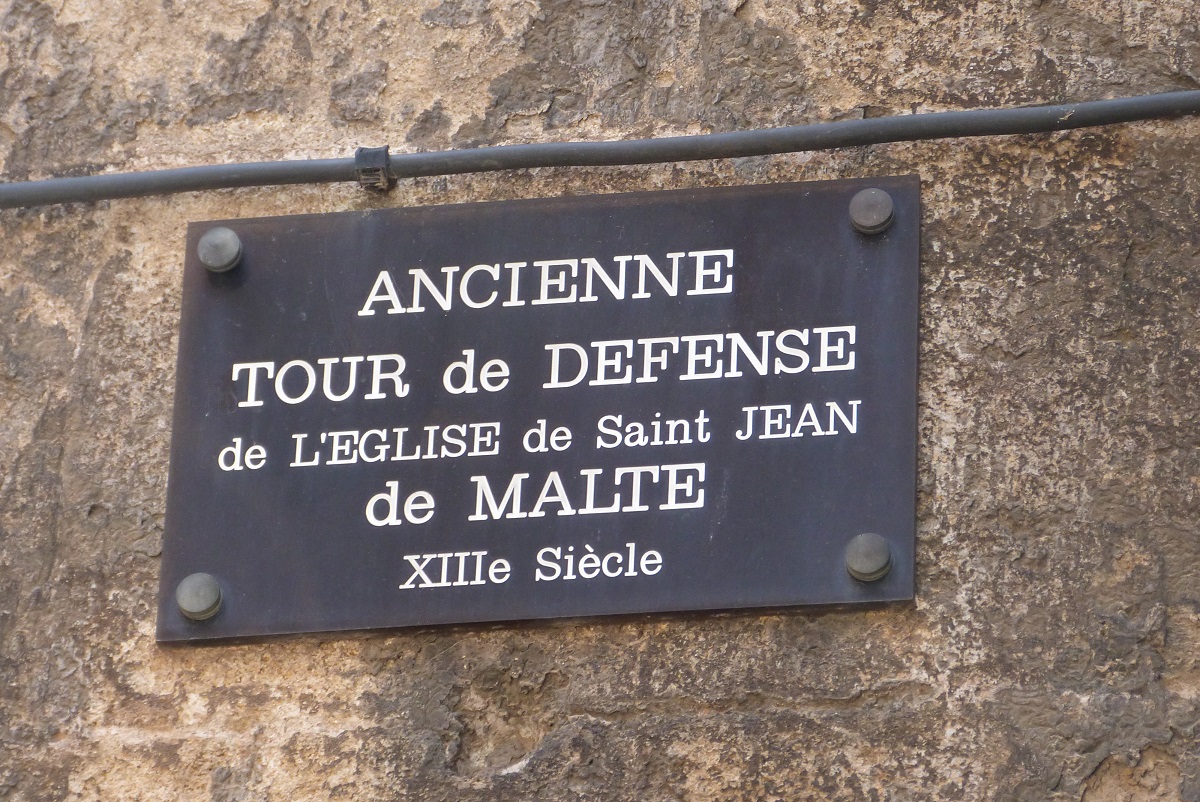 ANCIENNE
TOUR de DEFENSE
de L'EGLISE de Saint JEAN
de MALTE
XIIIe Siècle